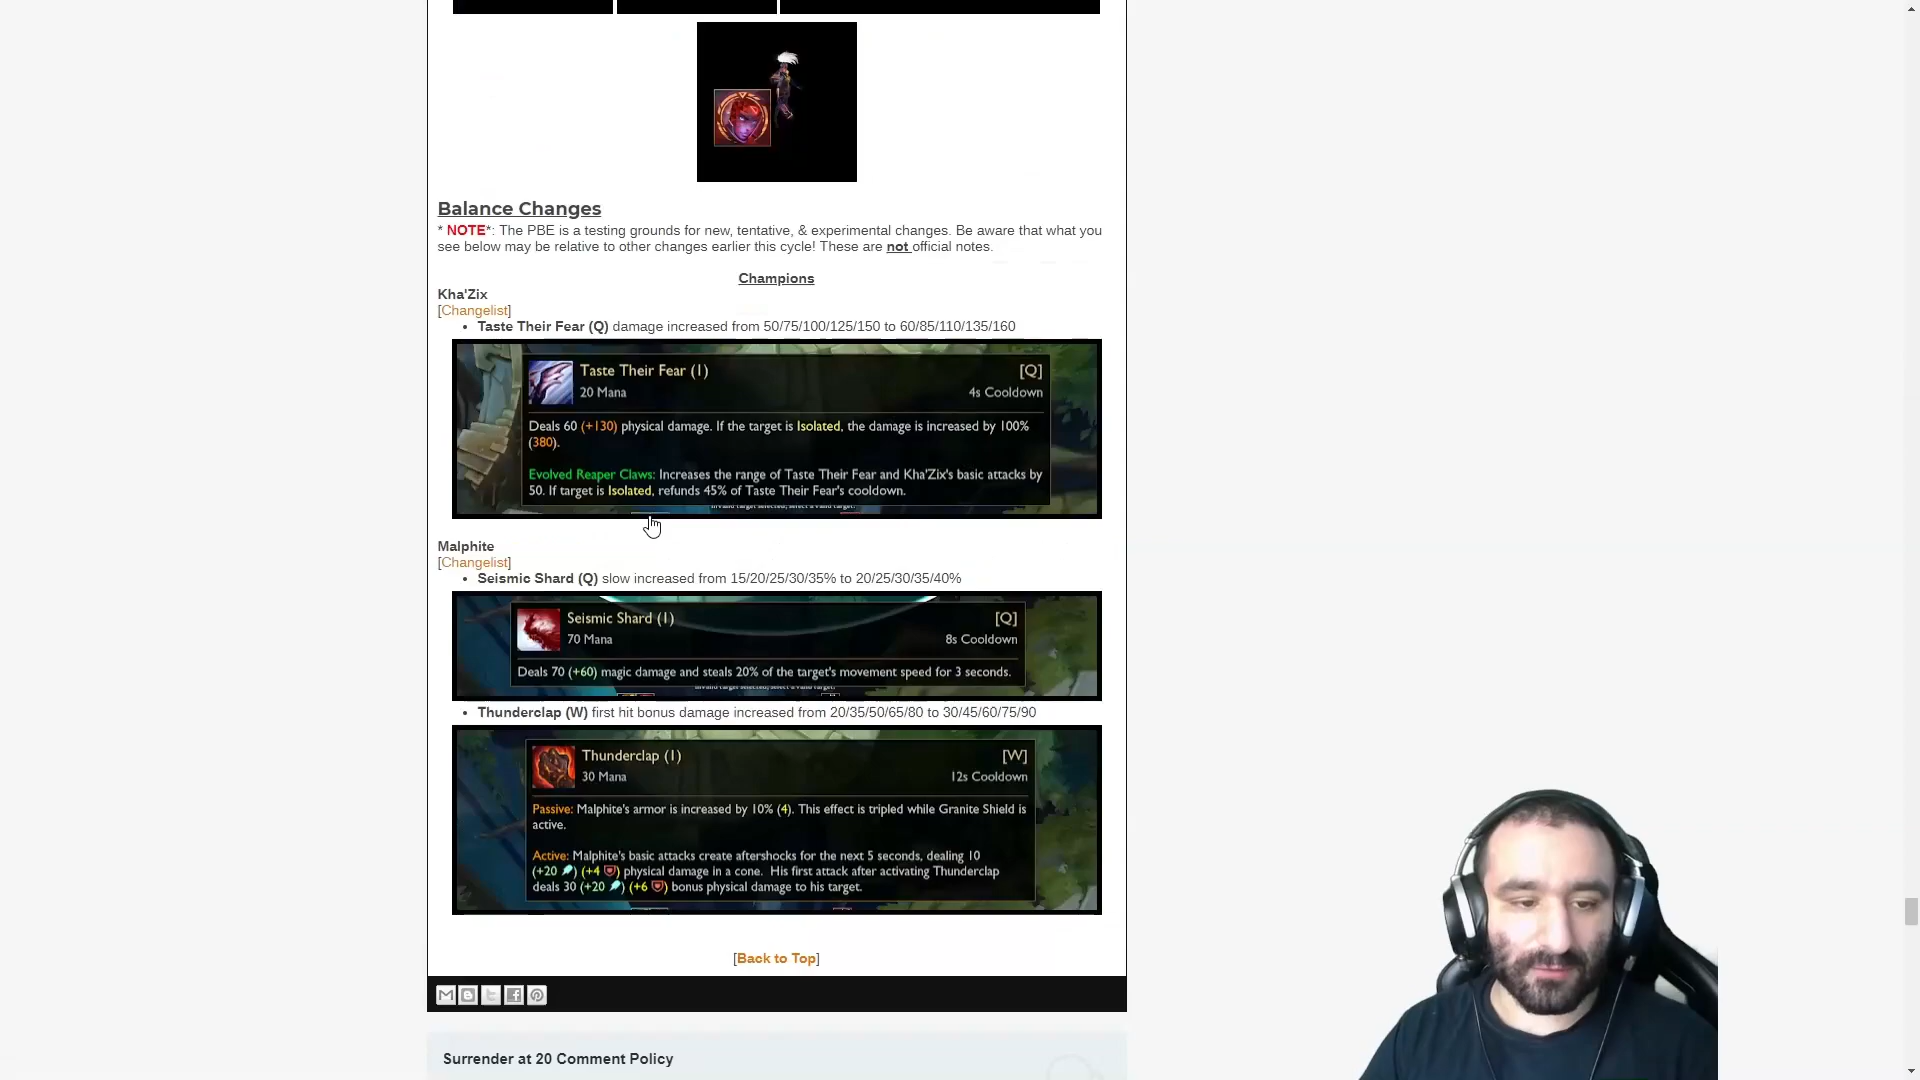 Balance Changes
* NOTE*: The PBE is a testing grounds for new, tentative, & experimental changes. Be aware that what you
see below may be relative to other changes earlier this cycle! These are not official notes.
Champions
Kha'Zix
[Changelist]
• Taste Their Fear (Q) damage increased from 50/75/100/125/150 to 60/85/110/135/160
Taste Their Fear (1) [Q]
20 Mana 4s Cooldown
Deals 60 (+130) physical damage. If the target is Isolated, the damage is increased by 100%
(380).
Evolved Reaper Claws: Increases the range of Taste Their Fear and Kha'Zix's basic attacks by
50. If target is Isolated, refunds 45% of Taste Their Fear's cooldown.
Invalid target selected, select a valid target.
Malphite
[Changelist]
• Seismic Shard (Q) slow increased from 15/20/25/30/35% to 20/25/30/35/40%
Seismic Shard (1) [Q]
70 Mana 8s Cooldown
Deals 70 (+60) magic damage and steals 20% of the target's movement speed for 3 seconds.
Invalid target selected, select a valid target.
• Thunderclap (W) first hit bonus damage increased from 20/35/50/65/80 to 30/45/60/75/90
Thunderclap (1) [W]
30 Mana 12s Cooldown
Passive: Malphite's armor is increased by 10% (4). This effect is tripled while Granite Shield is
active.
Active: Malphite's basic attacks create aftershocks for the next 5 seconds, dealing 10
(+20) (+4) physical damage in a cone. His first attack after activating Thunderclap
deals 30 (+20) (+6) bonus physical damage to his target.
[Back to Top]
Surrender at 20 Comment Policy